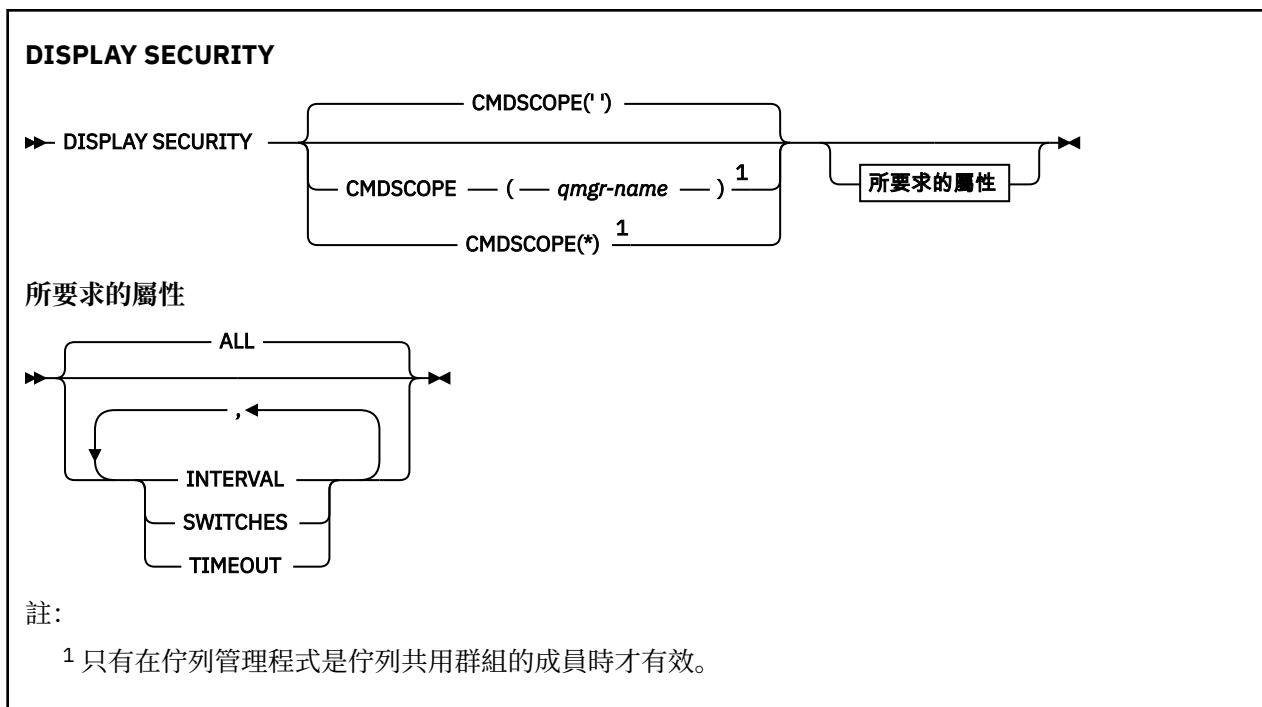 DISPLAY SECURITY
CMDSCOPE(' ')
DISPLAY SECURITY
CMDSCOPE ( qmgr-name ) 1
所要求的屬性
CMDSCOPE(*) 1
所要求的屬性
ALL
,
INTERVAL
SWITCHES
TIMEOUT
註:
1 只有在佇列管理程式是佇列共用群組的成員時才有效。